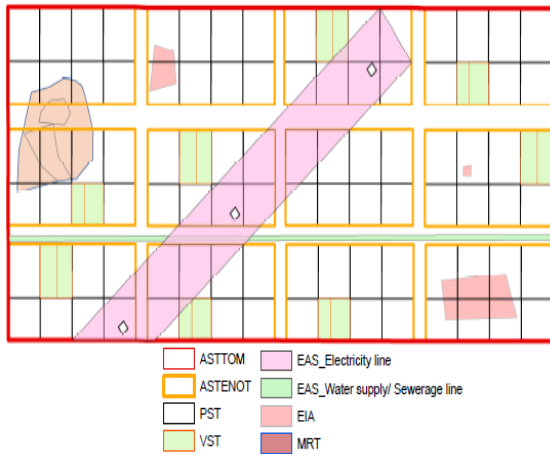 ASTTOM
ASTENOT
PST
VST
EAS_Electricity line
EAS_Water supply/ Sewerage line
EIA
MRT